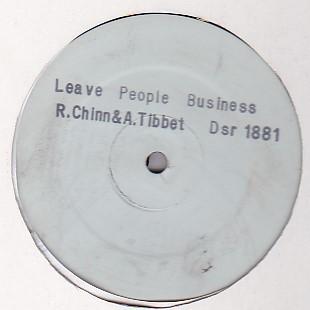 Leave People Business
R.Chinn&A.Tibbet Dsr 1881